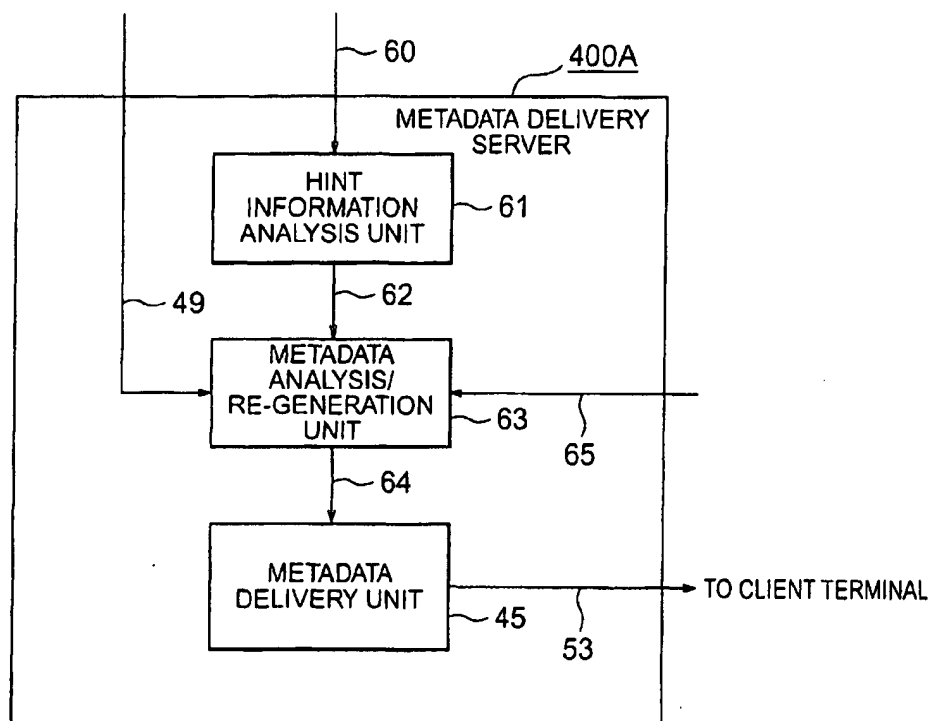 60
400A
METADATA DELIVERY
SERVER
HINT
INFORMATION
ANALYSIS UNIT
61
62
49
METADATA
ANALYSIS/
RE-GENERATION
UNIT
63
65
64
METADATA
DELIVERY UNIT
45
53
TO CLIENT TERMINAL